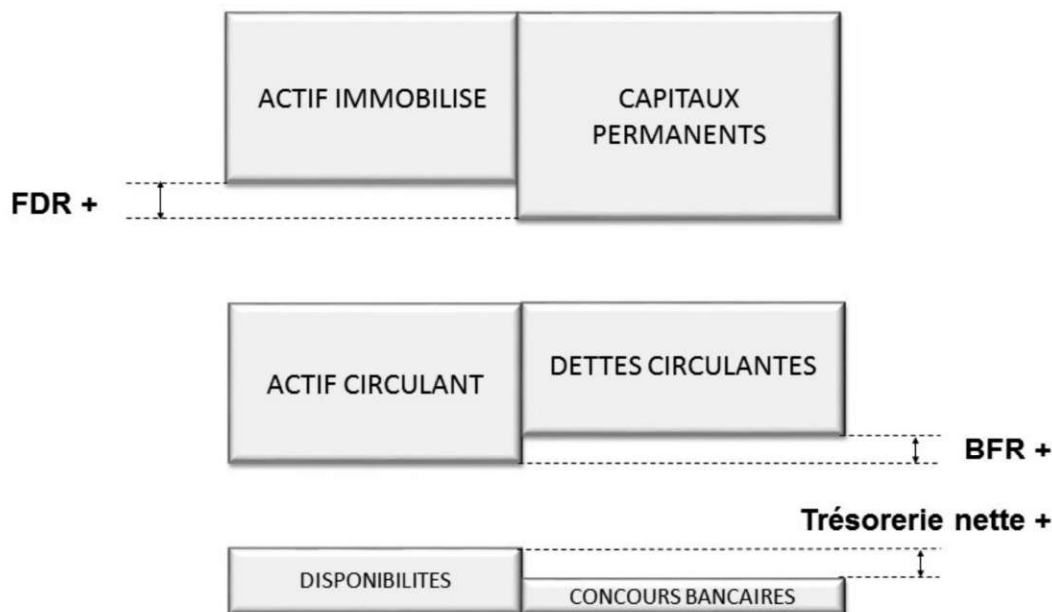 ACTIF IMMOBILISE
CAPITAUX
PERMANENTS
FDR +
ACTIF CIRCULANT
DETTES CIRCULANTES
BFR +
Trésorerie nette +
DISPONIBILITES
CONCOURS BANCAIRES